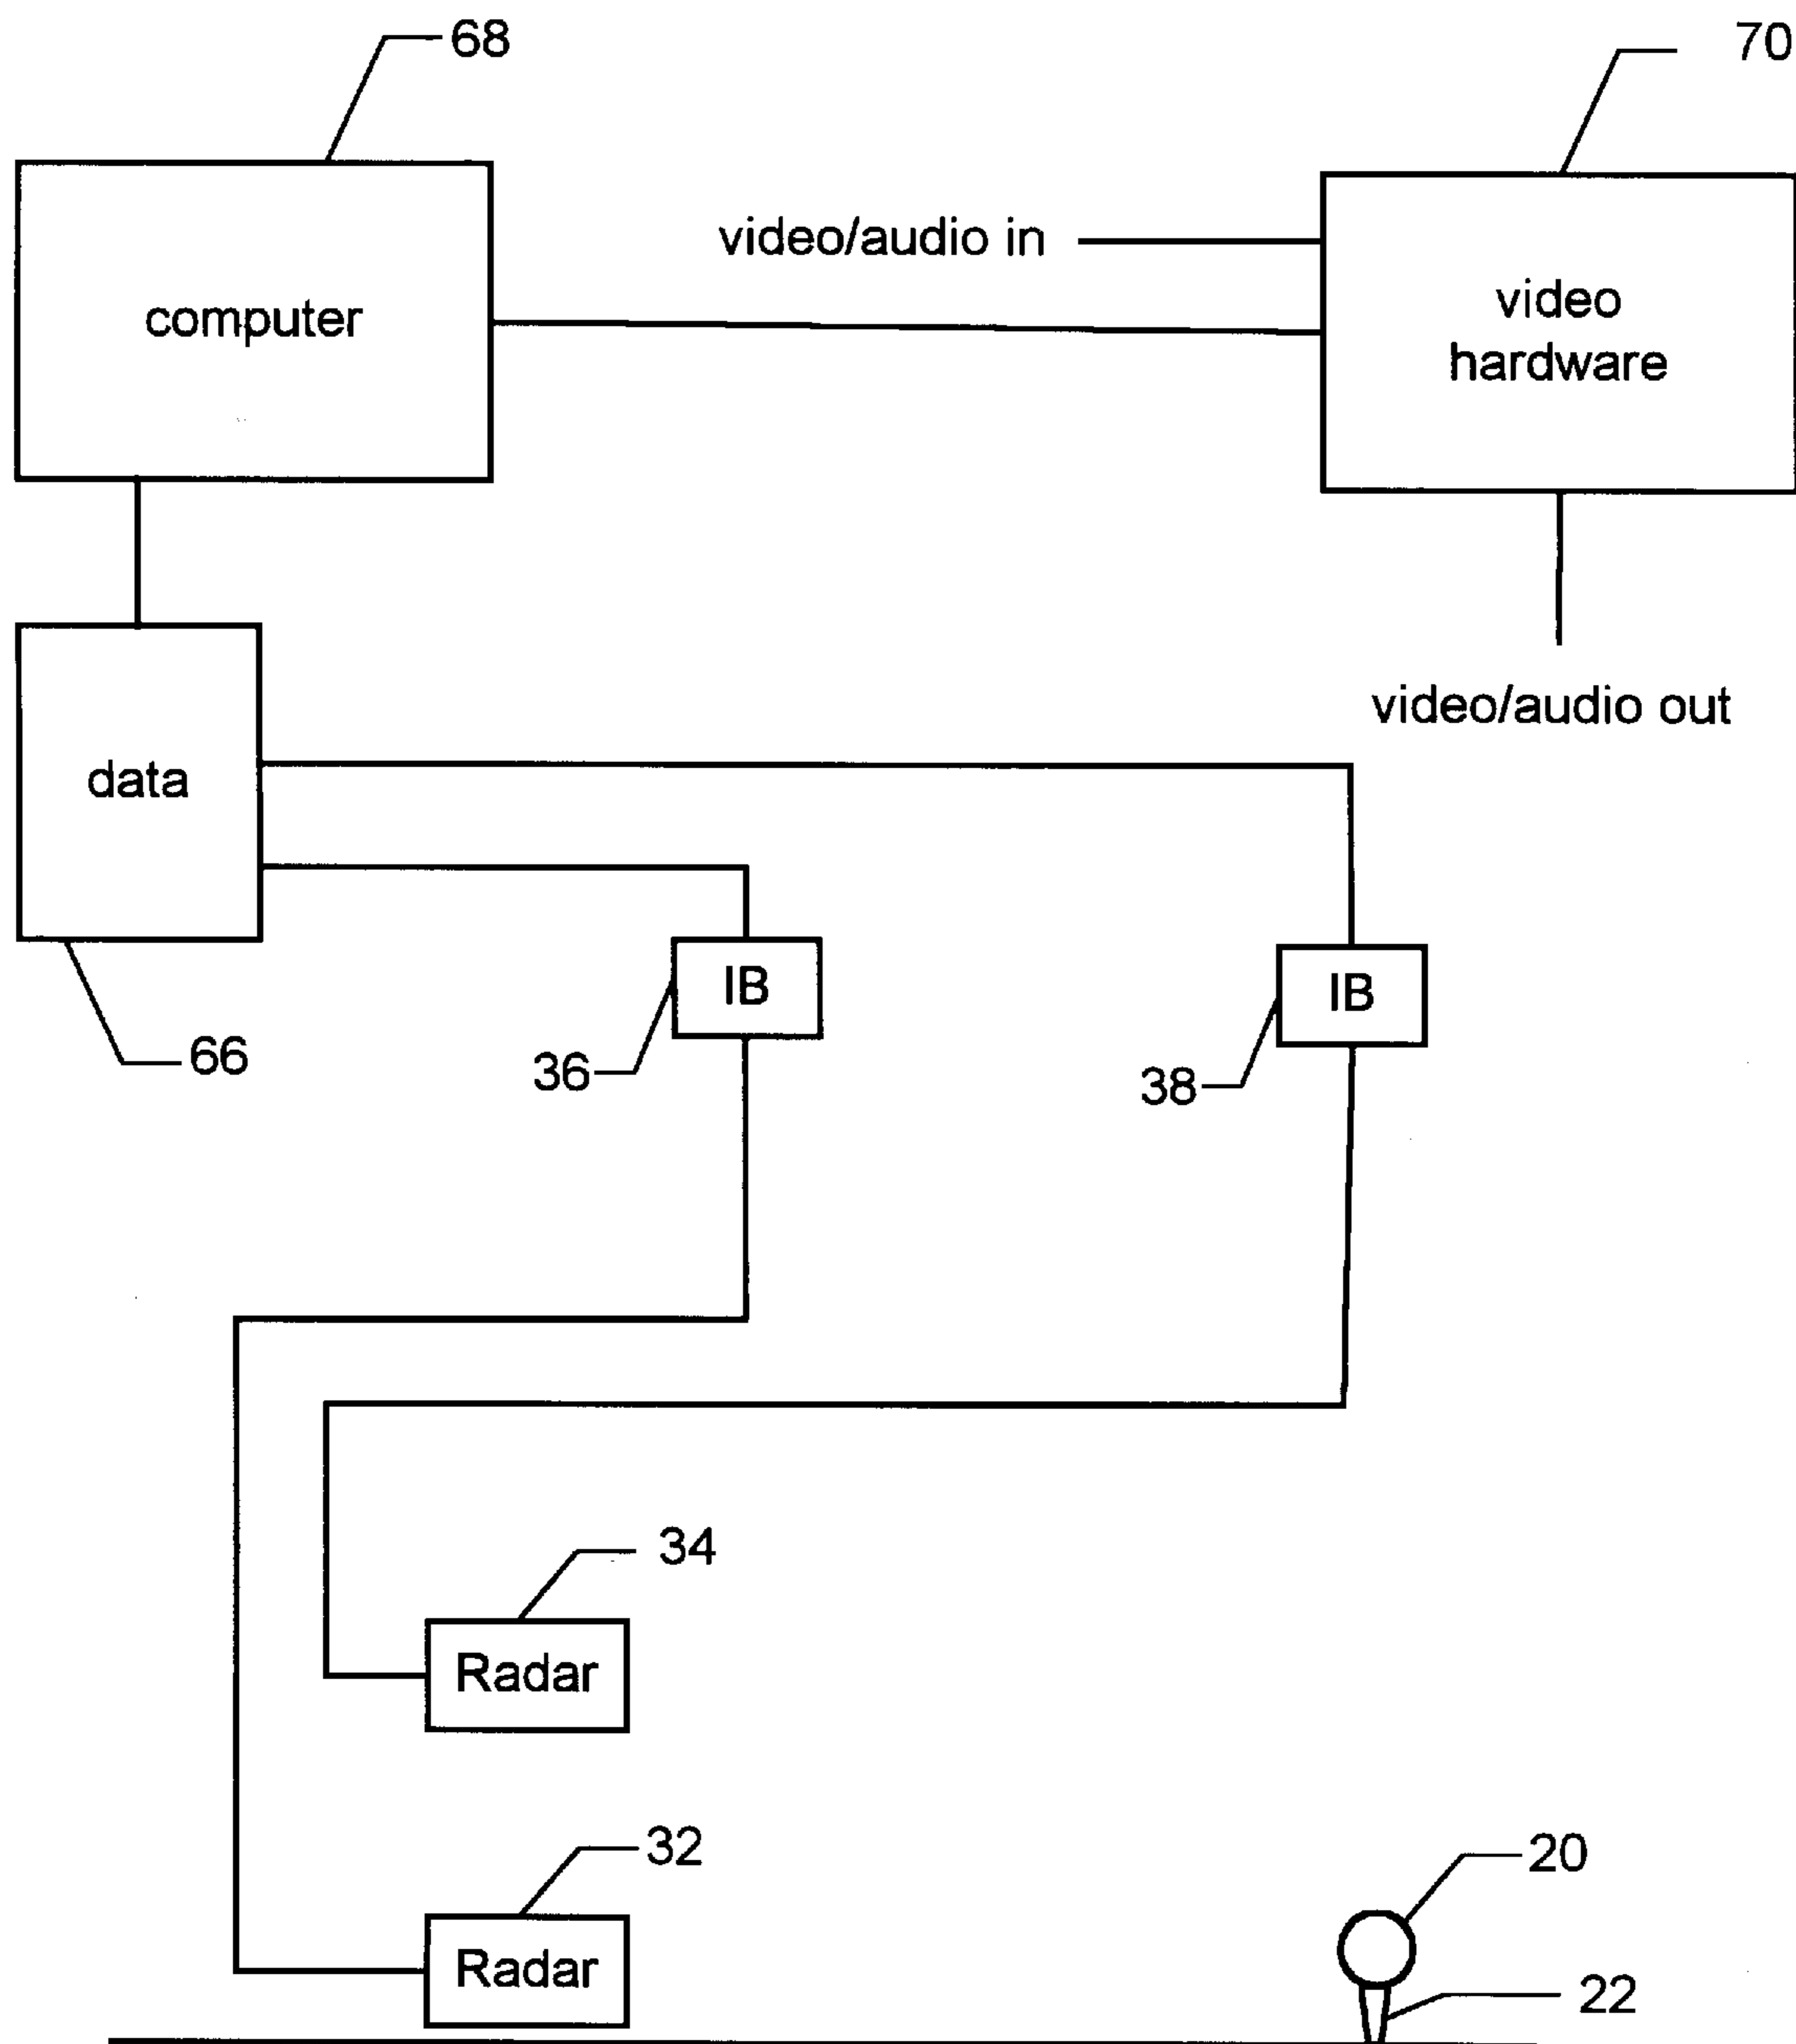 68
70
video/audio in
computer
video
hardware
video/audio out
data
IB
IB
66
36
38
34
Radar
32
20
Radar
22